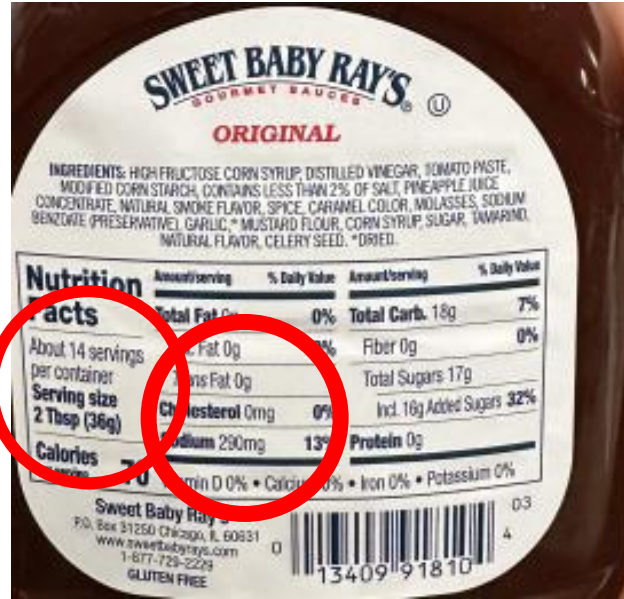 SWEET BABY RAY'S®
GOURMET SAUCES
U
ORIGINAL
INGREDIENTS: HIGH FRUCTOSE CORN SYRUP, DISTILLED VINEGAR, TOMATO PASTE,
MODIFIED CORN STARCH, CONTAINS LESS THAN 2% OF SALT, PINEAPPLE JUICE
CONCENTRATE, NATURAL SMOKE FLAVOR, SPICE, CARAMEL COLOR, MOLASSES, SODIUM
BENZOATE (PRESERVATIVE), GARLIC,* MUSTARD FLOUR, CORN SYRUP, SUGAR, TAMARIND,
NATURAL FLAVOR, CELERY SEED. *DRIED.
Nutrition
Facts
About 14 servings
per container
Serving size
2 Tbsp (36g)
Calories
70
Amount/serving % Daily Value
Total Fat 0%
Fat 0g
Fat 0g
Cholesterol 0mg 0%
Sodium 290mg 13%
Amount/serving % Daily Value
Total Carb. 18g 7%
Fiber 0g 0%
Total Sugars 17g
Incl. 16g Added Sugars 32%
Protein 0g
D 0% • Calcium 0% • Iron 0% • Potassium 0%
Sweet Baby Ray's
P.O. Box 31250 Chicago, IL 60631
www.sweetbabyrays.com
1-877-729-2229
GLUTEN FREE
0 13409 91810 4
03